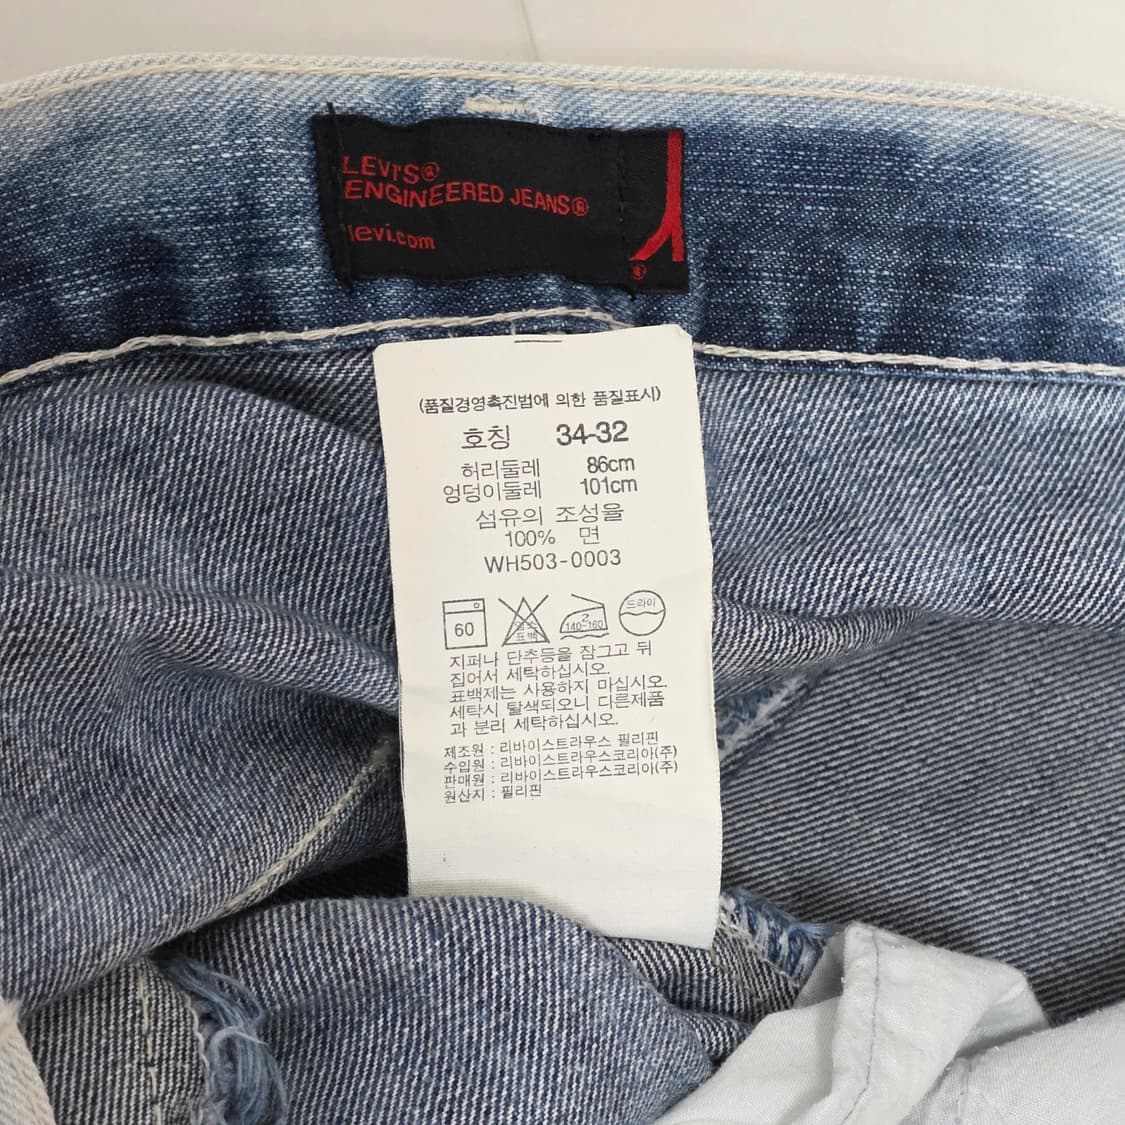 LEVI'S®
ENGINEERED JEANS®
levi.com
®
(품질경영촉진법에 의한 품질표시)
호칭 34-32
허리둘레 86cm
엉덩이둘레 101cm
섬유의 조성율
100% 면
WH503-0003
60
염소
표백
2
140-160
드라이
지퍼나 단추등을 잠그고 뒤
집어서 세탁하십시오.
표백제는 사용하지 마십시오.
세탁시 탈색되오니 다른제품
과 분리 세탁하십시오.
제조원 : 리바이스트라우스 필리핀
수입원 : 리바이스트라우스코리아(주)
판매원 : 리바이스트라우스코리아(주)
원산지 : 필리핀